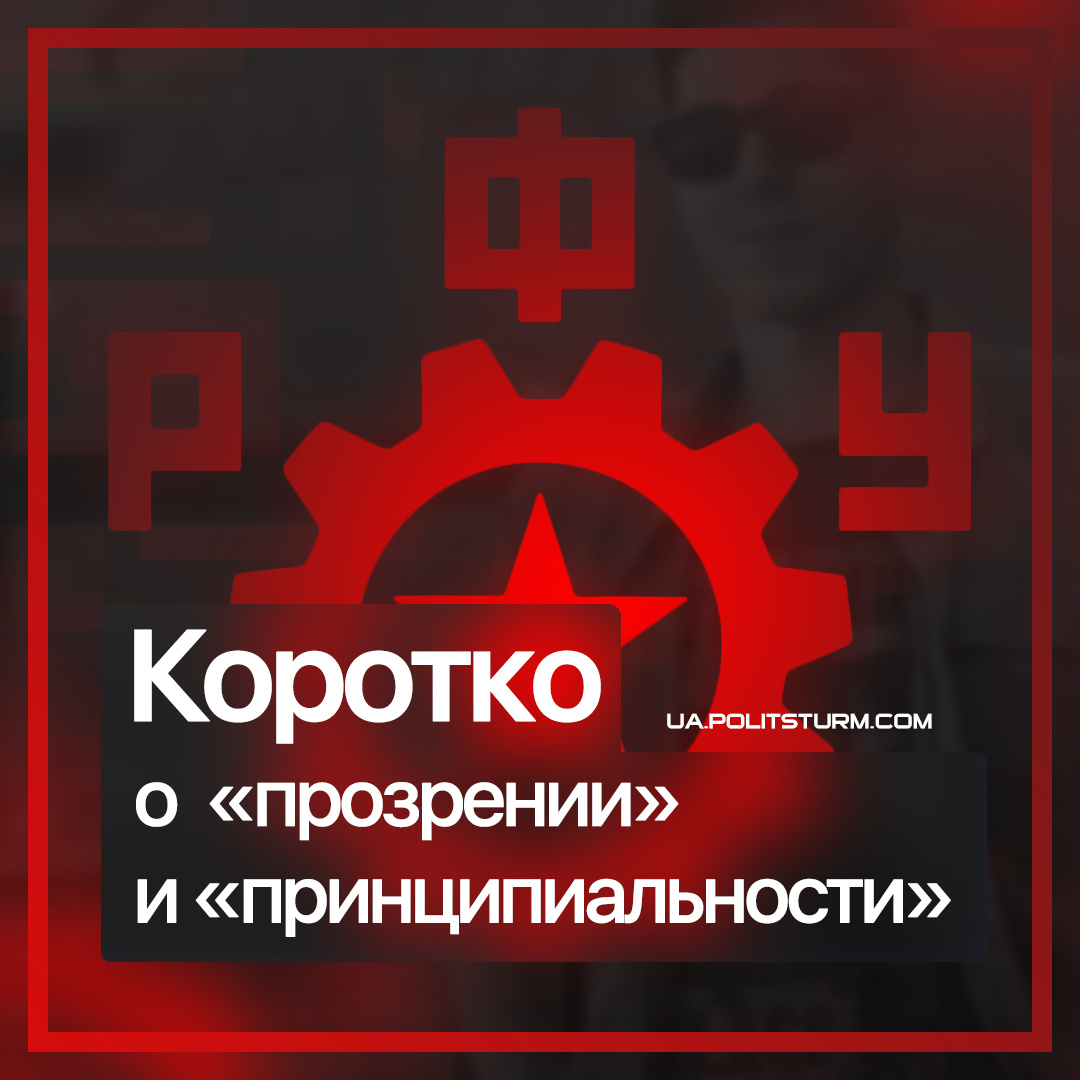 Р Ф У
Коротко
UA.POLITSTURM.COM
о «прозрении»
и «принципиальности»